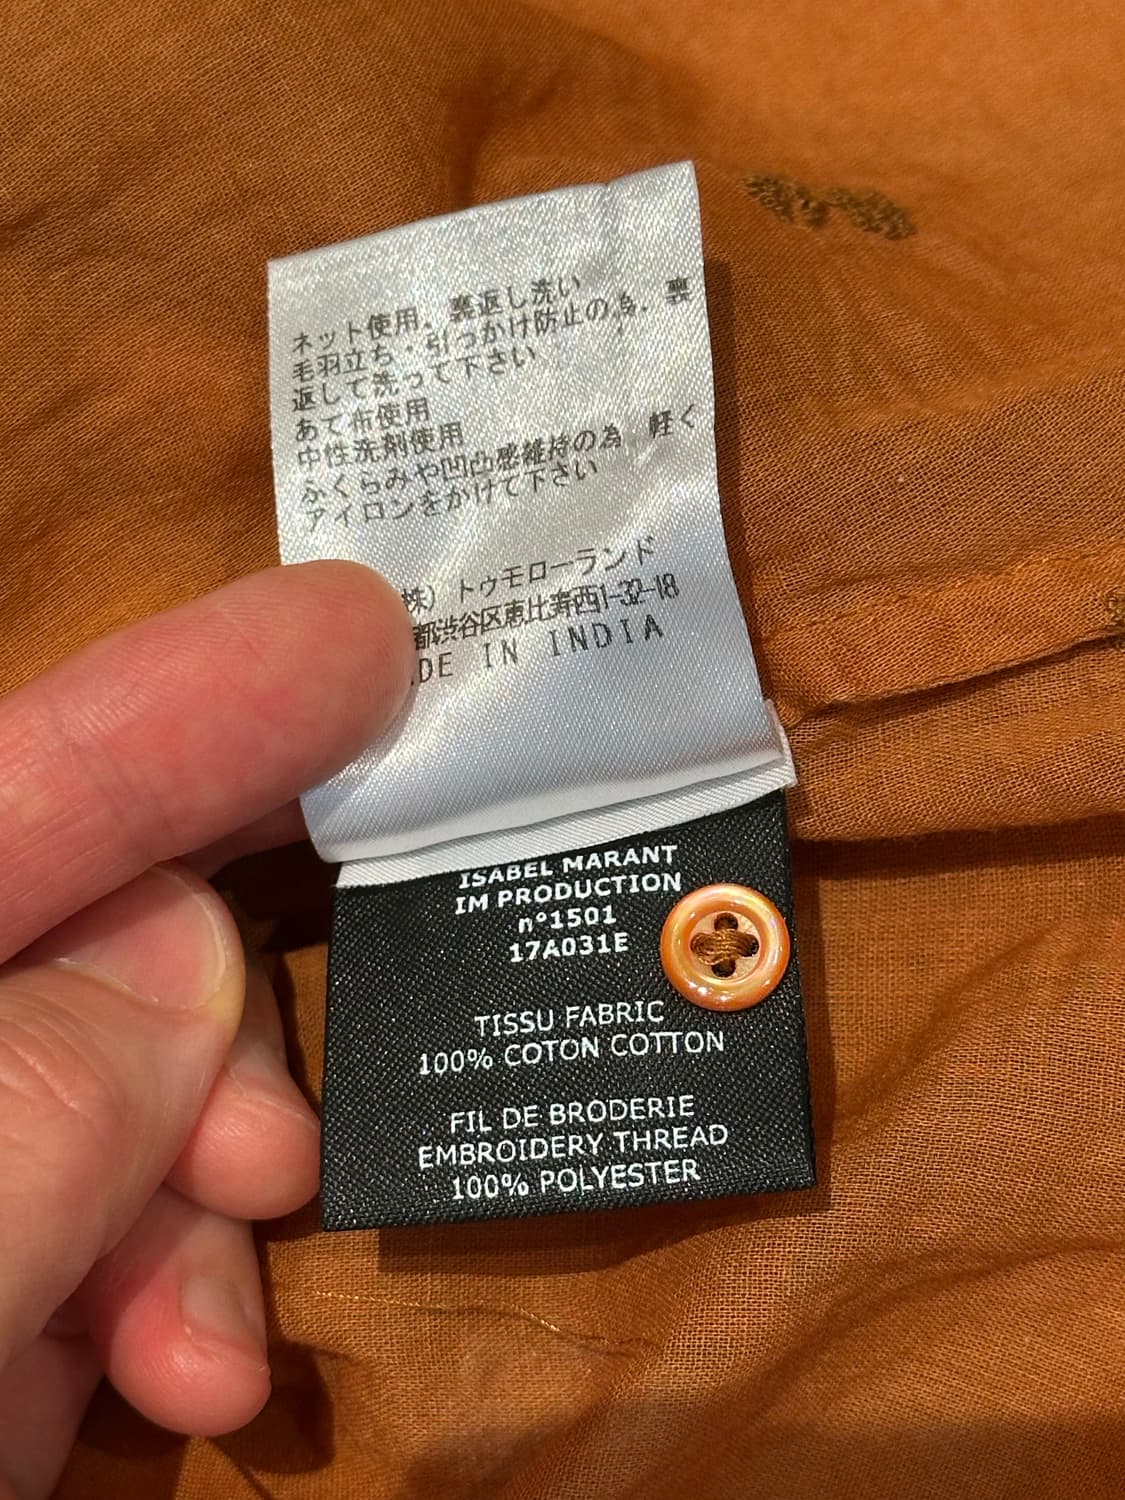 ネット使用．裏返し洗い
毛羽立ち・引っかけ防止の為．裏
返して洗って下さい
あて布使用
中性洗剤使用
ふくらみや凹凸感維持の為 軽く
アイロンをかけて下さい
株）トゥモローランド
都渋谷区恵比寿西1-32-18
DE IN INDIA
ISABEL MARANT
IM PRODUCTION
n°1501
17A031E
TISSU FABRIC
100% COTON COTTON
FIL DE BRODERIE
EMBROIDERY THREAD
100% POLYESTER